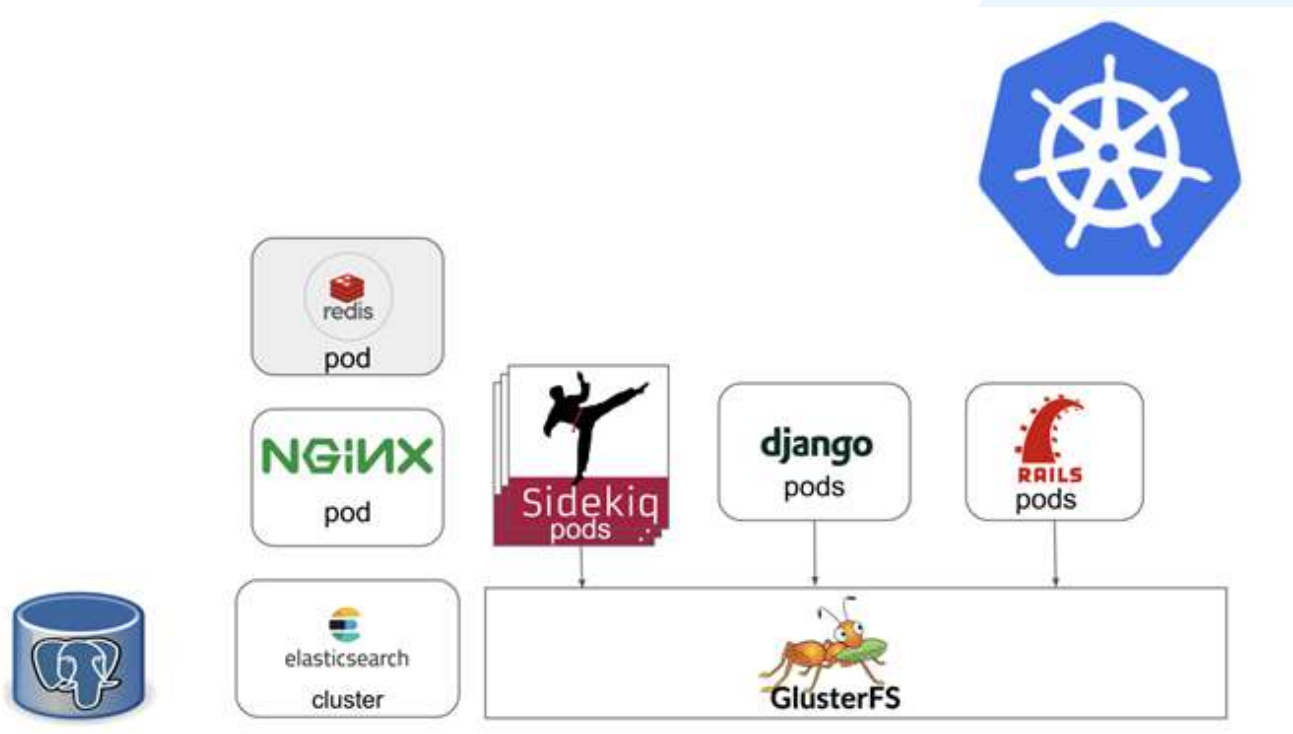 redis
pod
NGINX
pod
Sidekiq
pods
django
pods
RAILS
pods
elasticsearch
cluster
GlusterFS